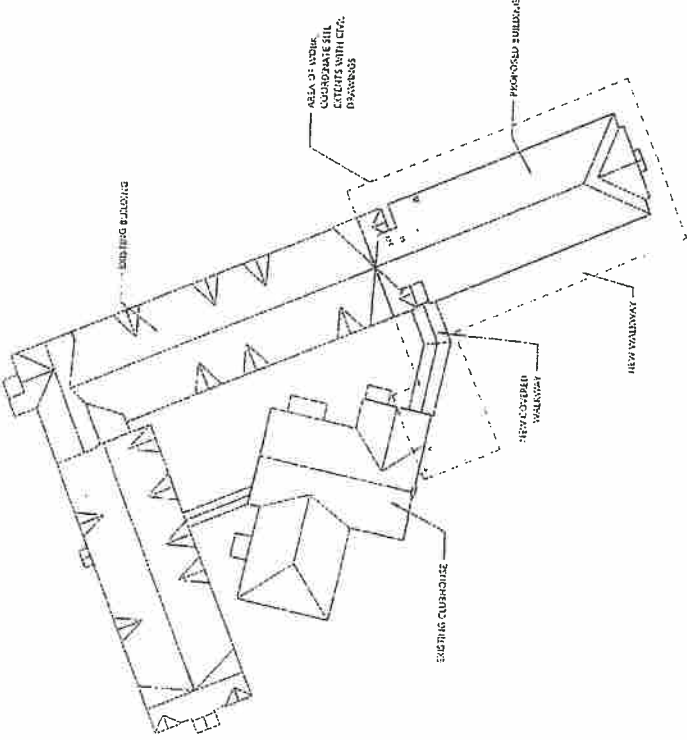 AREA OF WORK,
COORDINATE SITE
EXTENTS WITH CIVIL
DRAWINGS
PROPOSED BUILDING
EXISTING BUILDING
NEW WALKWAY
NEW COVERED
WALKWAY
EXISTING CLUBHOUSE